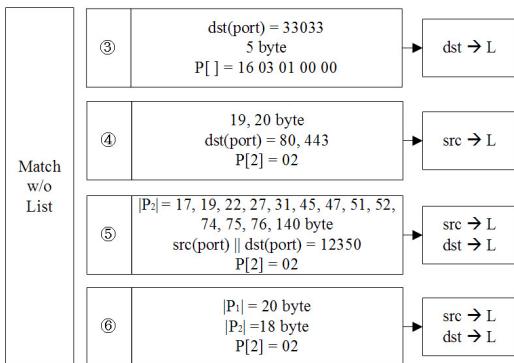 Match
w/o
List
③
dst(port) = 33033
5 byte
P[ ] = 16 03 01 00 00
dst → L
④
19, 20 byte
dst(port) = 80, 443
P[2] = 02
src → L
⑤
|P₂| = 17, 19, 22, 27, 31, 45, 47, 51, 52,
74, 75, 76, 140 byte
src(port) || dst(port) = 12350
P[2] = 02
src → L
dst → L
⑥
|P₁| = 20 byte
|P₂| =18 byte
P[2] = 02
src → L
dst → L